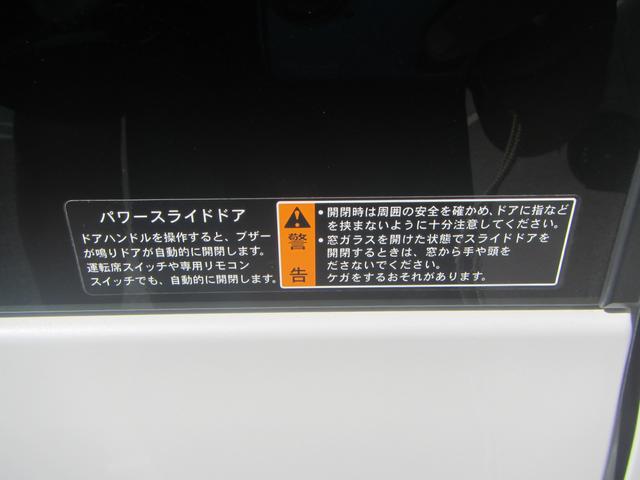 パワースライドドア
ドアハンドルを操作すると、ブザー
が鳴りドアが自動的に開閉します。
運転席スイッチや専用リモコン
スイッチでも、自動的に開閉します。
警告
・開閉時は周囲の安全を確かめ、ドアに指など
を挟まないように十分注意してください。
・窓ガラスを開けた状態でスライドドアを
開閉するときは、窓から手や頭を
ださないでください。
ケガをするおそれがあります。